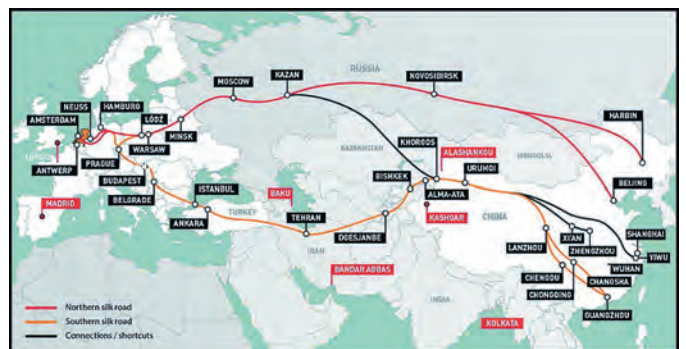 RUSSIA
KAZAN
NOVOSIBIRSK
MOSCOW
NEUSS
HAMBURG
AMSTERDAM
ŁÓDŹ
HARBIN
MINSK
WARSAW
PRAGUE
ANTWERP
KHORGOS
ALASHANKOU
MONGOLIA
KAZAKHSTAN
URUMQI
BISHKEK
BEIJING
BUDAPEST
ISTANBUL
BAKU
ALMA-ATA
MADRID
BELGRADE
KASHGAR
TURKEY
TEHRAN
CHINA
XI'AN
SHANGHAI
ANKARA
DOESJANBE
LANZHOU
ZHENGZHOU
YIWU
IRAN
WUHAN
BANDAR ABBAS
CHENGDU
CHANGSHA
INDIA
CHONGQING
Northern silk road
GUANGZHOU
Southern silk road
KOLKATA
Connections / shortcuts